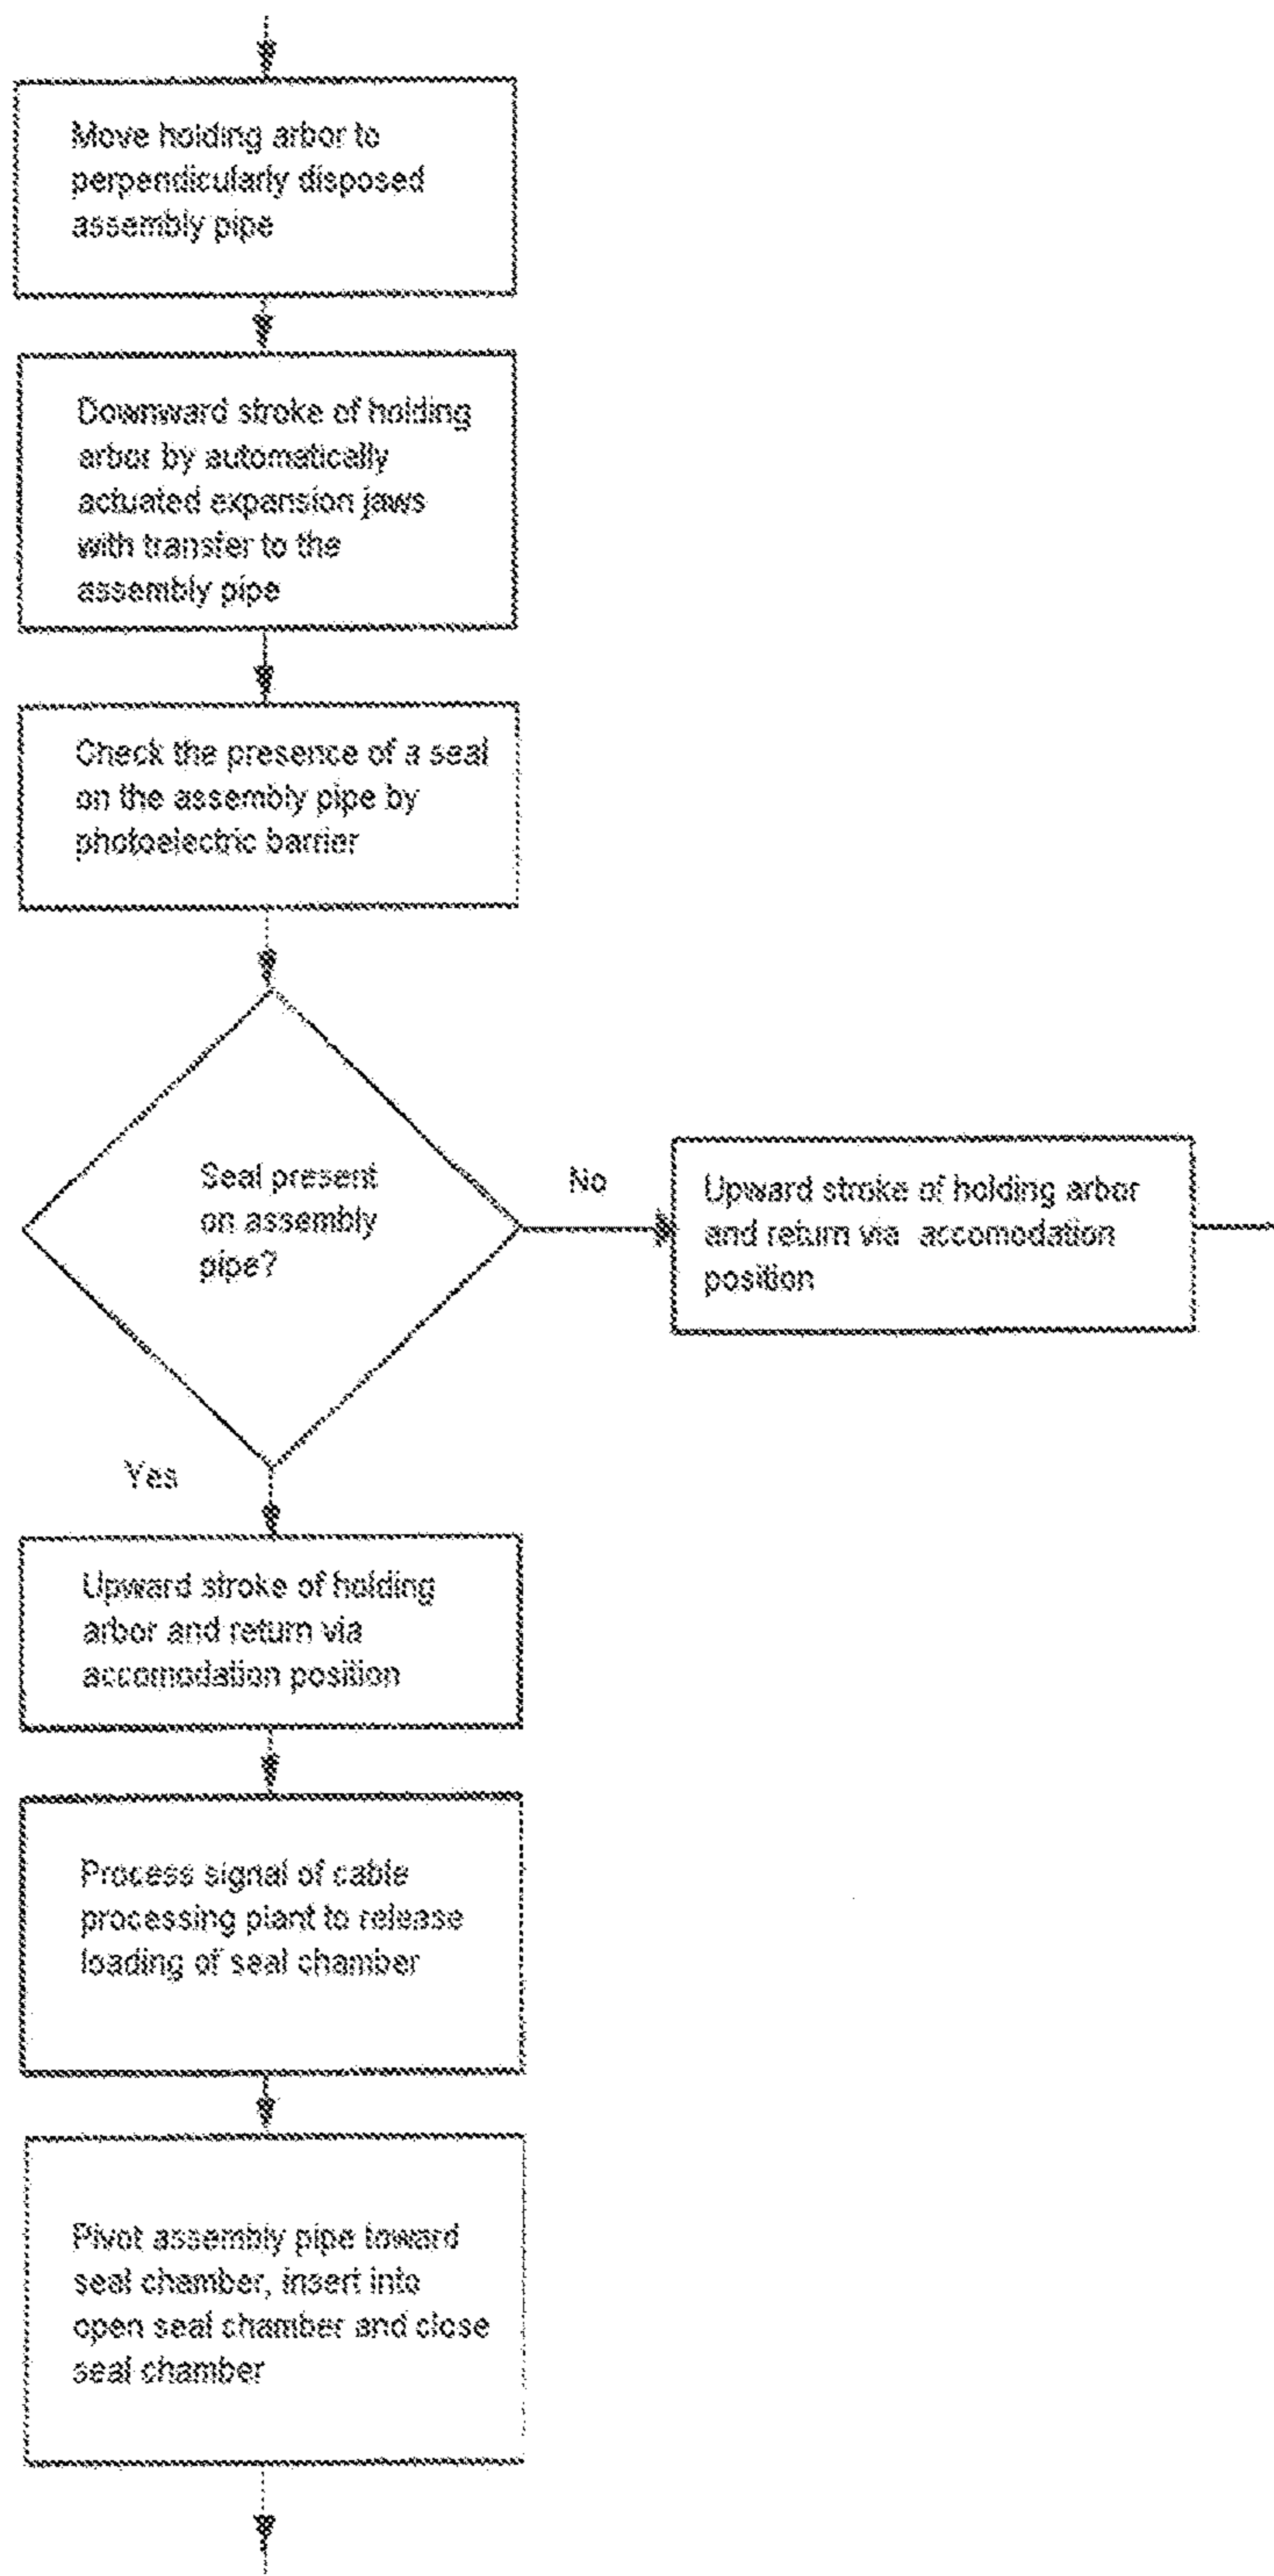 Move holding arbor to
perpendicularly disposed
assembly pipe
Downward stroke of holding
arbor by automatically
actuated expansion jaws
with transfer to the
assembly pipe
Check the presence of a seal
on the assembly pipe by
photoelectric barrier
Seal present
on assembly
pipe?
No
Upward stroke of holding arbor
and return via accomodation
position
Yes
Upward stroke of holding
arbor and return via
accomodation position
Process signal of cable
processing plant to release
loading of seal chamber
Pivot assembly pipe toward
seal chamber, insert into
open seal chamber and close
seal chamber